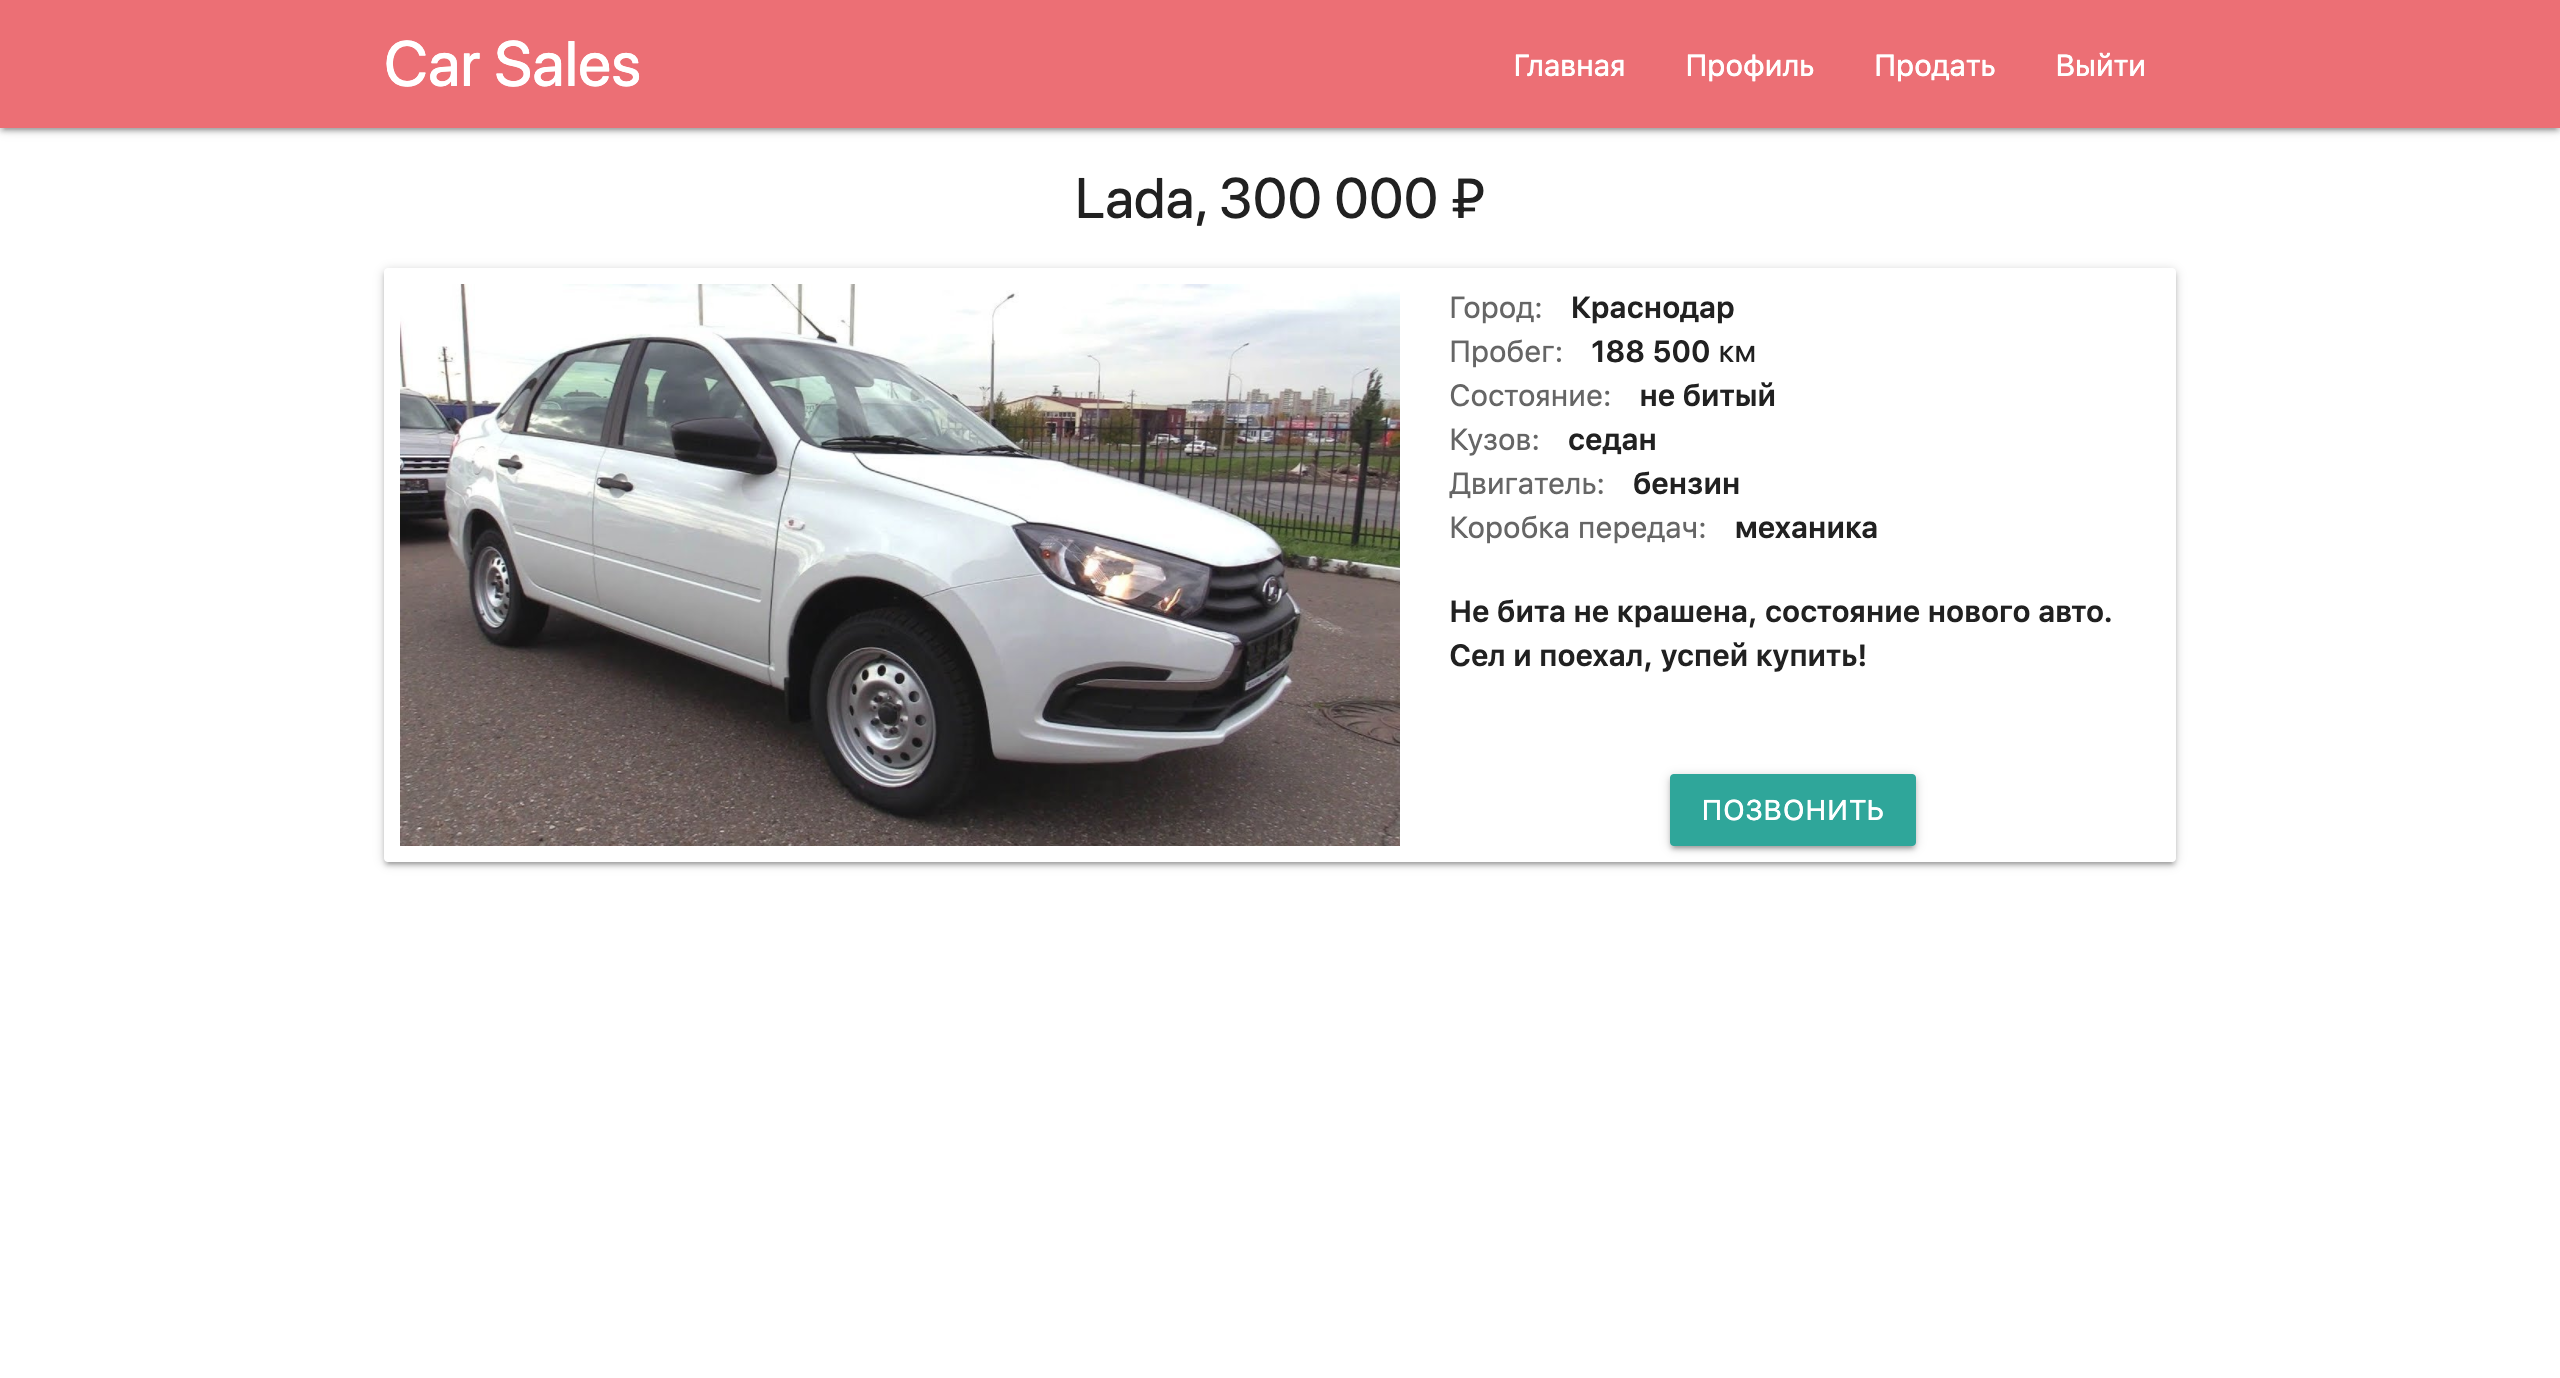 Car Sales
Главная Профиль Продать Выйти
Lada, 300 000 ₽
Город: Краснодар
Пробег: 188 500 км
Состояние: не битый
Кузов: седан
Двигатель: бензин
Коробка передач: механика
Не бита не крашена, состояние нового авто.
Сел и поехал, успей купить!
ПОЗВОНИТЬ